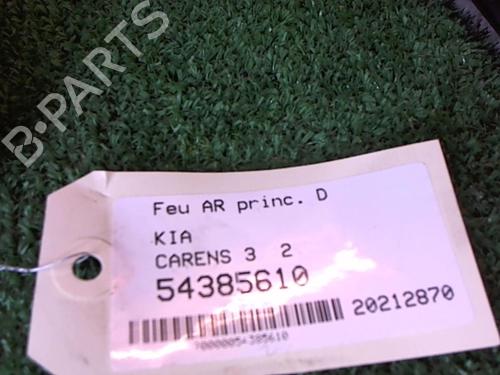 B-PARTS
Feu AR princ. D
KIA
CARENS 3 2
54385610
20212870